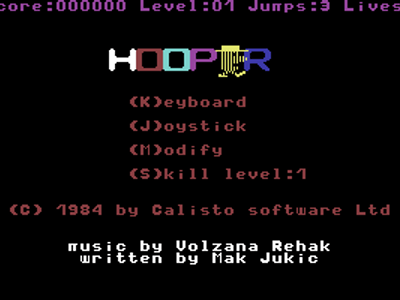 core:000000 Level:01 Jumps:3 Lives
HOOPER
(K)eyboard
(J)oystick
(M)odify
(S)kill level:1
(C) 1984 by Calisto software Ltd
music by Volzana Rehak
written by Mak Jukic